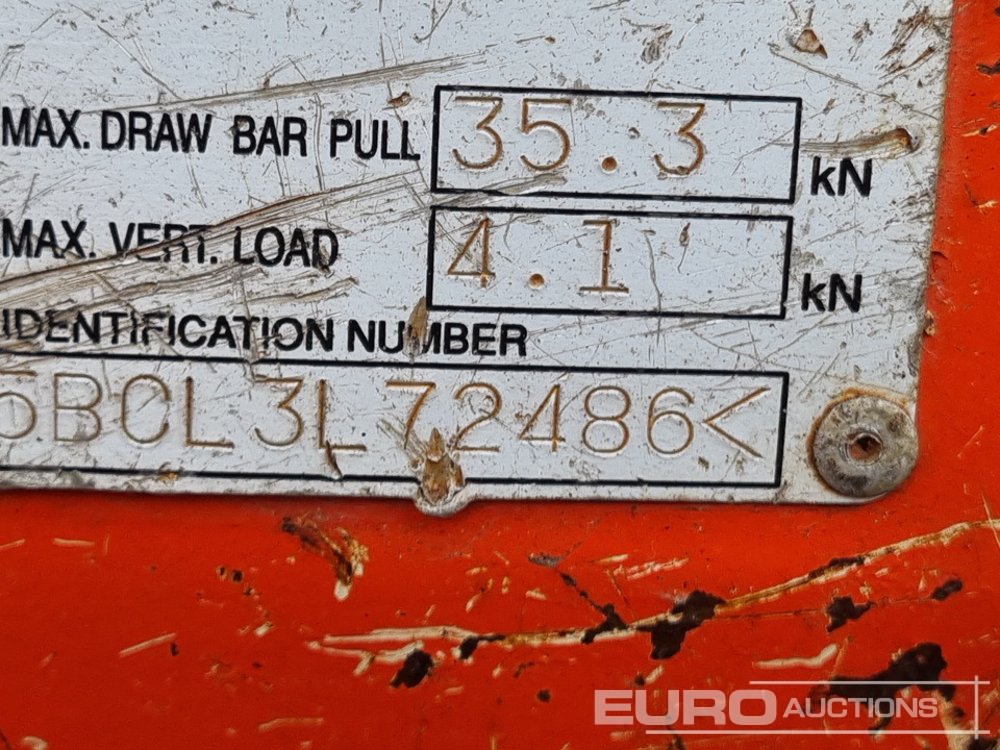 MAX. DRAW BAR PULL 35.3 kN
MAX. VERT. LOAD 4.1 kN
IDENTIFICATION NUMBER
5BCL3L72486<
EURO AUCTIONS